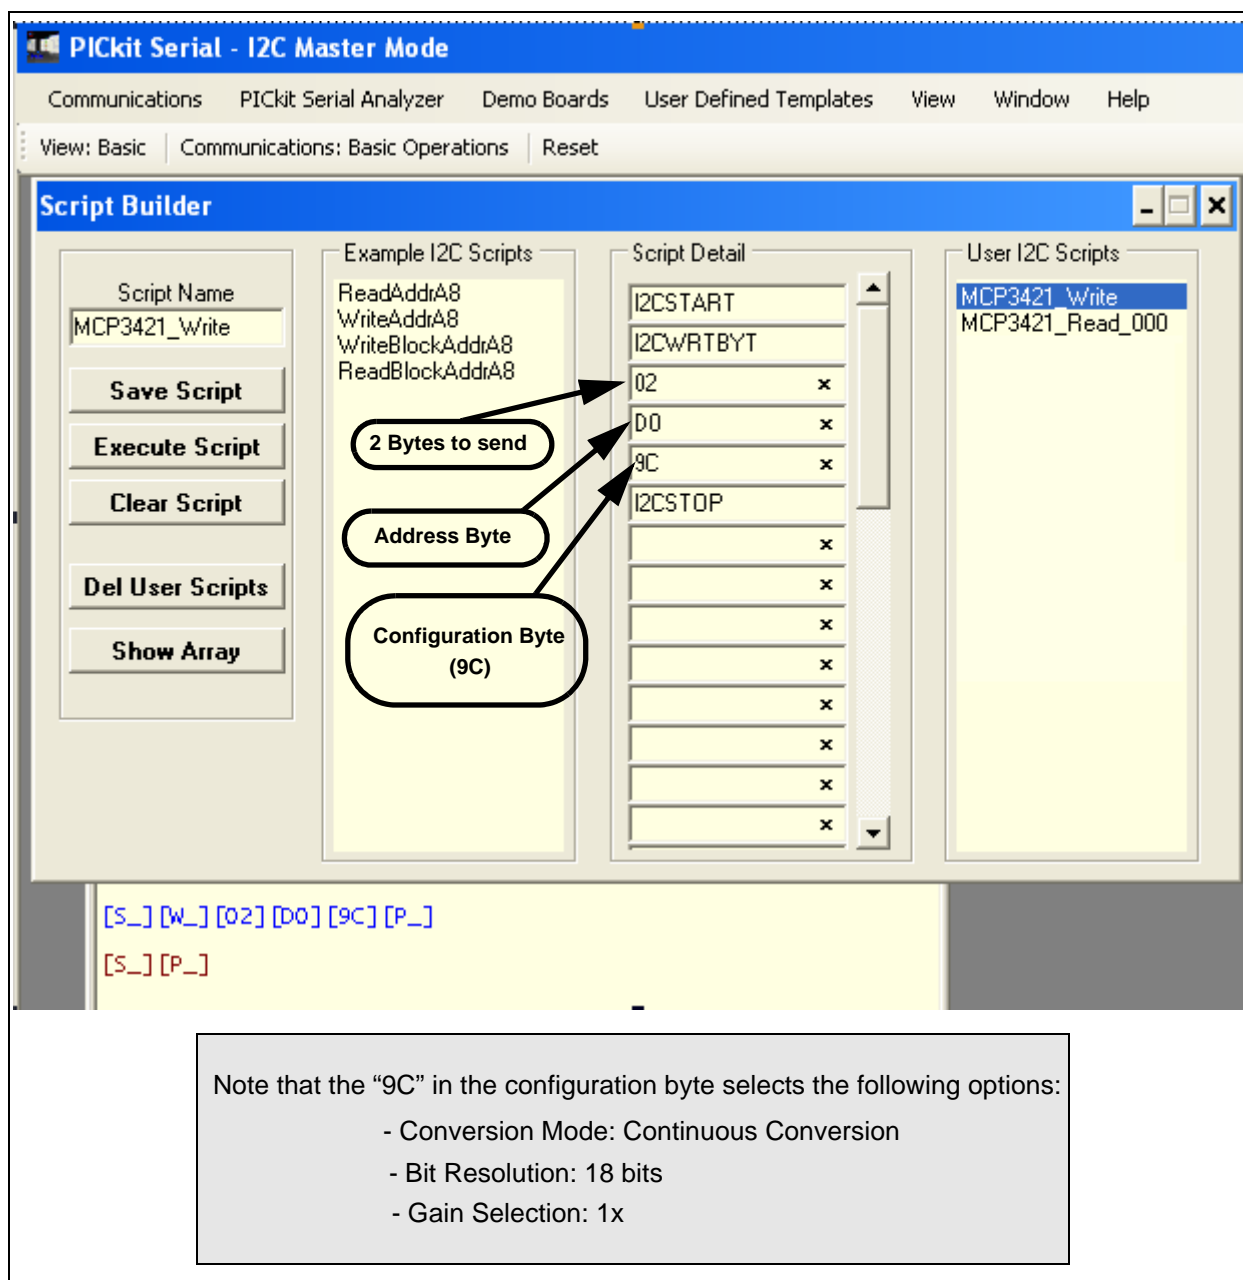 PICkit Serial - I2C Master Mode
Communications PICkit Serial Analyzer Demo Boards User Defined Templates View Window Help
View: Basic Communications: Basic Operations Reset
Script Builder
Script Name
MCP3421_Write
Save Script
Execute Script
Clear Script
Del User Scripts
Show Array
Example I2C Scripts
ReadAddrA8
WriteAddrA8
WriteBlockAddrA8
ReadBlockAddrA8
2 Bytes to send
Address Byte
Configuration Byte
(9C)
Script Detail
I2CSTART
I2CWRTBYT
02
D0
9C
I2CSTOP
User I2C Scripts
MCP3421_Write
MCP3421_Read_000
[S_][W_][02][D0][9C][P_]
[S_][P_]
Note that the “9C” in the configuration byte selects the following options:
- Conversion Mode: Continuous Conversion
- Bit Resolution: 18 bits
- Gain Selection: 1x